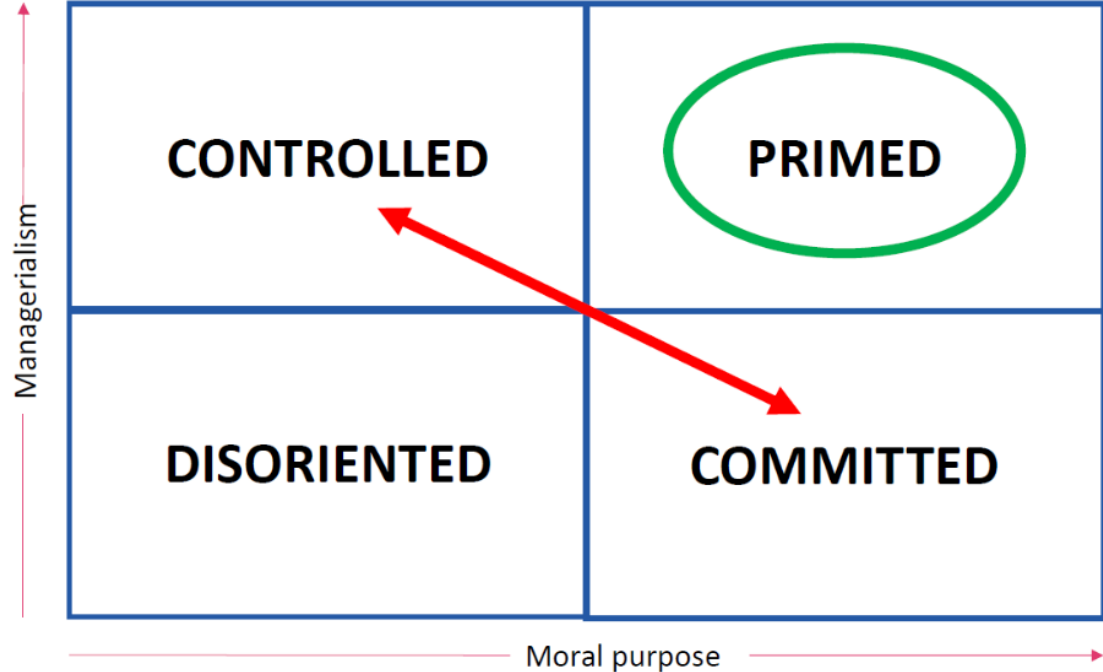 CONTROLLED
PRIMED
Managerialism
DISORIENTED
COMMITTED
Moral purpose